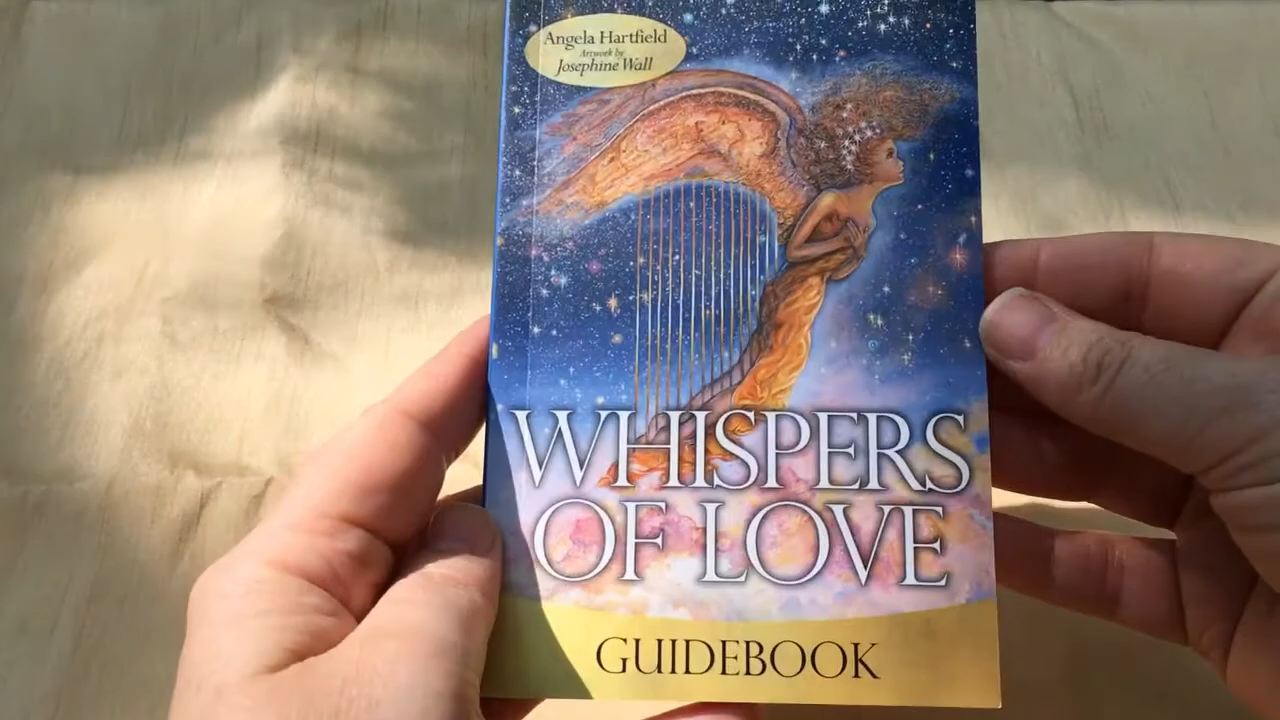 Angela Hartfield
Artwork by
Josephine Wall
WHISPERS
OF LOVE
GUIDEBOOK